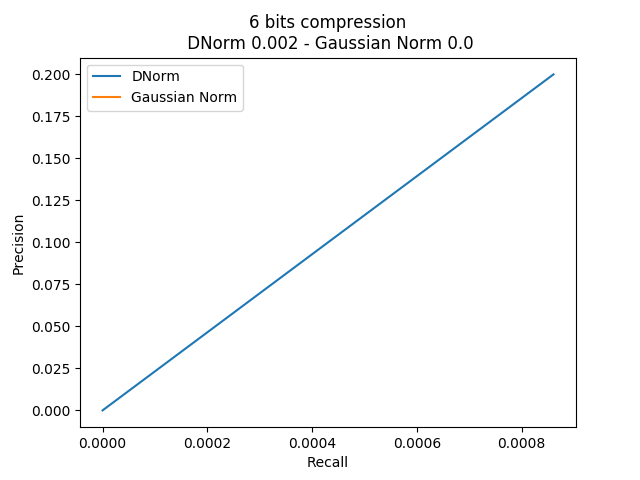 6 bits compression
DNorm 0.002 - Gaussian Norm 0.0
DNorm
Gaussian Norm
0.200
0.175
0.150
0.125
0.100
0.075
0.050
0.025
0.000
Precision
0.0000 0.0002 0.0004 0.0006 0.0008
Recall